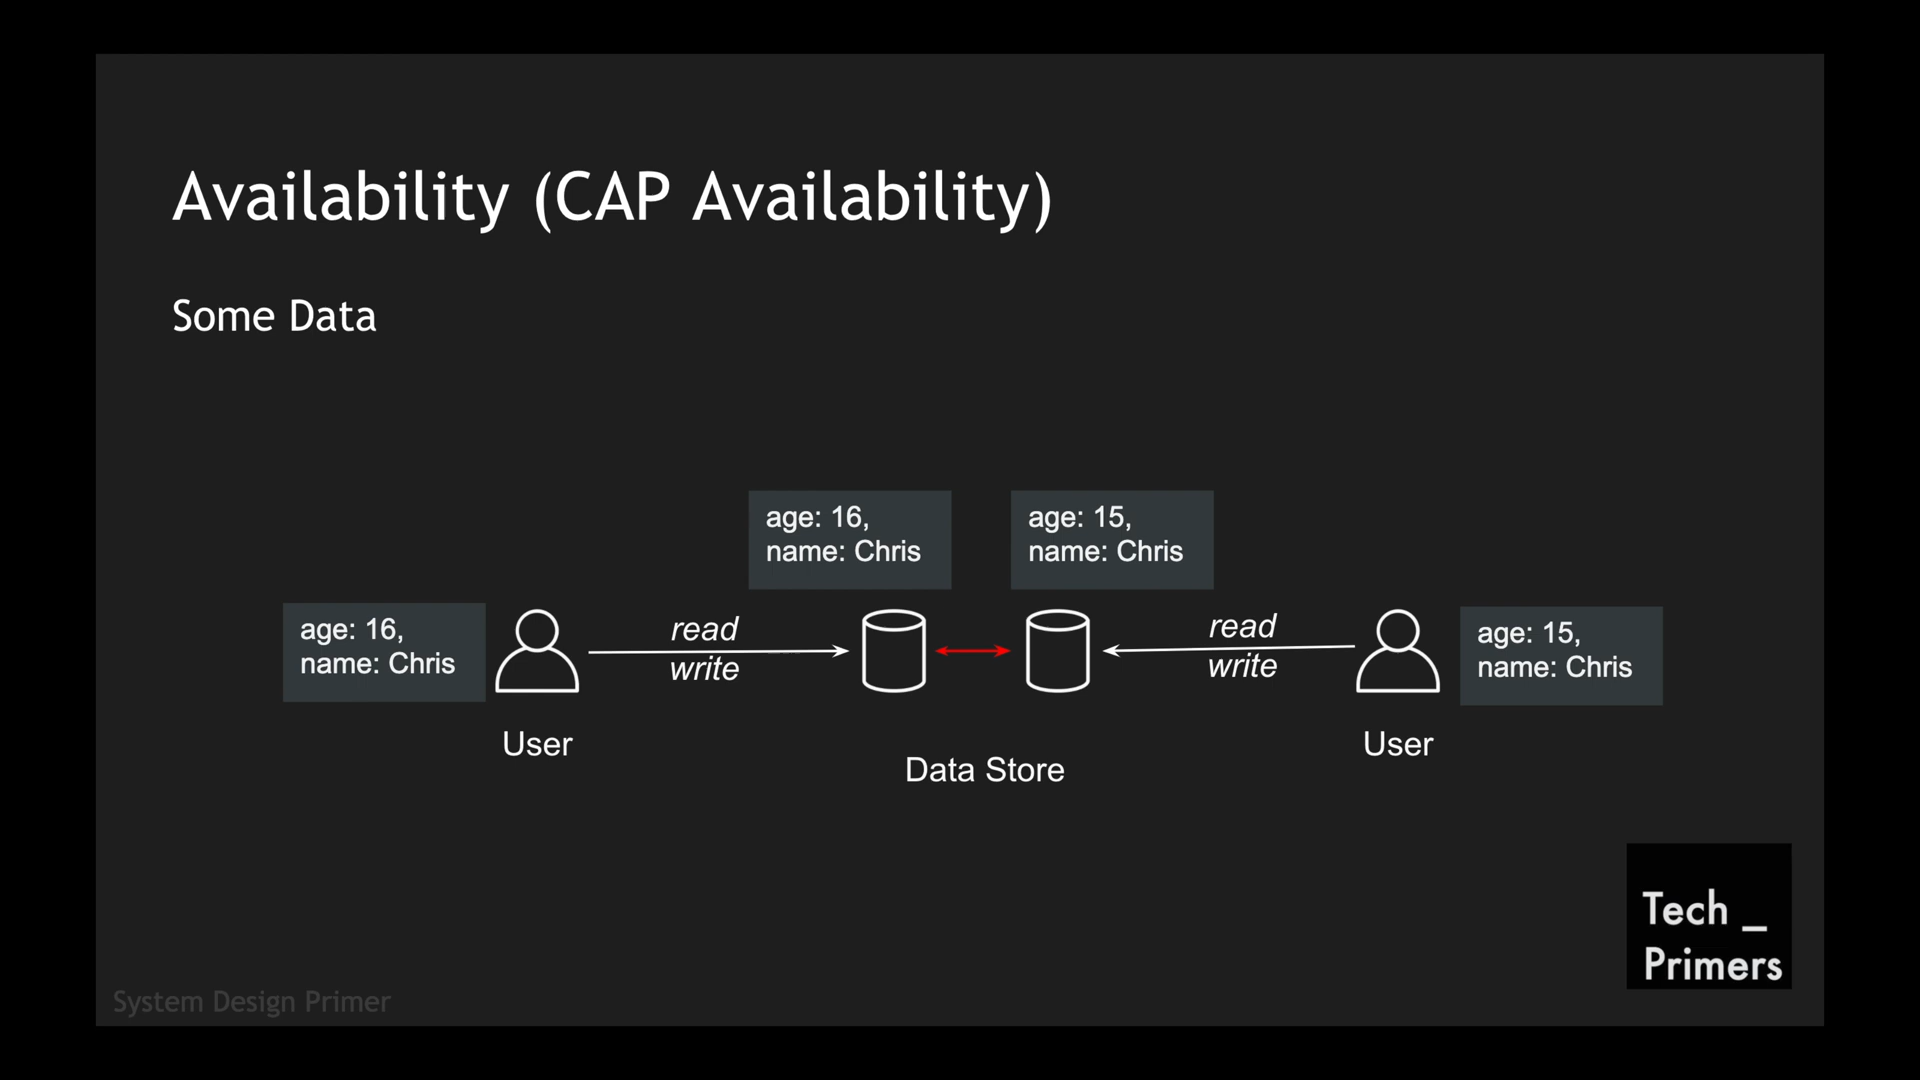 Availability (CAP Availability)
Some Data
age: 16,
name: Chris
age: 15,
name: Chris
age: 16,
name: Chris
read
write
read
write
age: 15,
name: Chris
User
User
Data Store
Tech _
Primers
System Design Primer